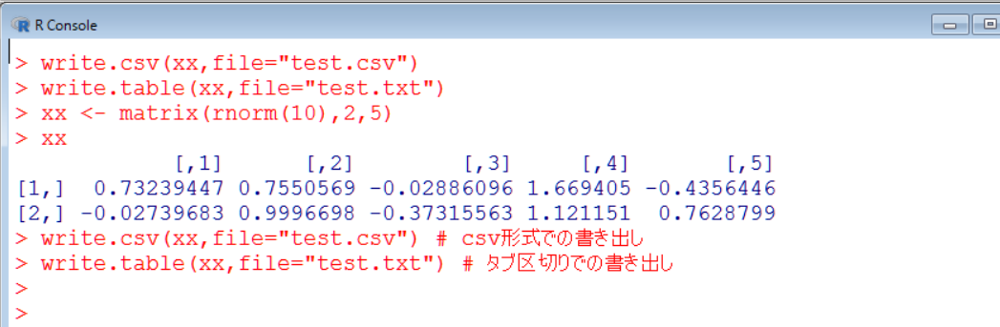 R Console
> write.csv(xx,file="test.csv")
> write.table(xx,file="test.txt")
> xx <- matrix(rnorm(10),2,5)
> xx
            [,1]      [,2]        [,3]     [,4]       [,5]
[1,]  0.73239447 0.7550569 -0.02886096 1.669405 -0.4356446
[2,] -0.02739683 0.9996698 -0.37315563 1.121151  0.7628799
> write.csv(xx,file="test.csv") # csv形式での書き出し
> write.table(xx,file="test.txt") # タブ区切りでの書き出し
>
>